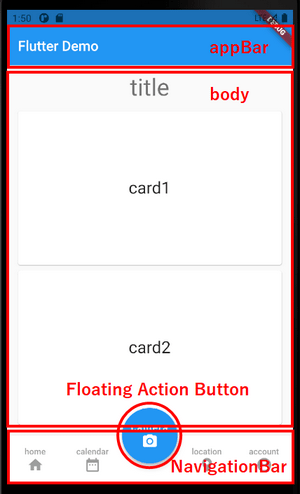 1:50 LTE
Flutter Demo
appBar
DEBUG
title
body
card1
card2
Floating Action Button
camera
home calendar location account
NavigationBar